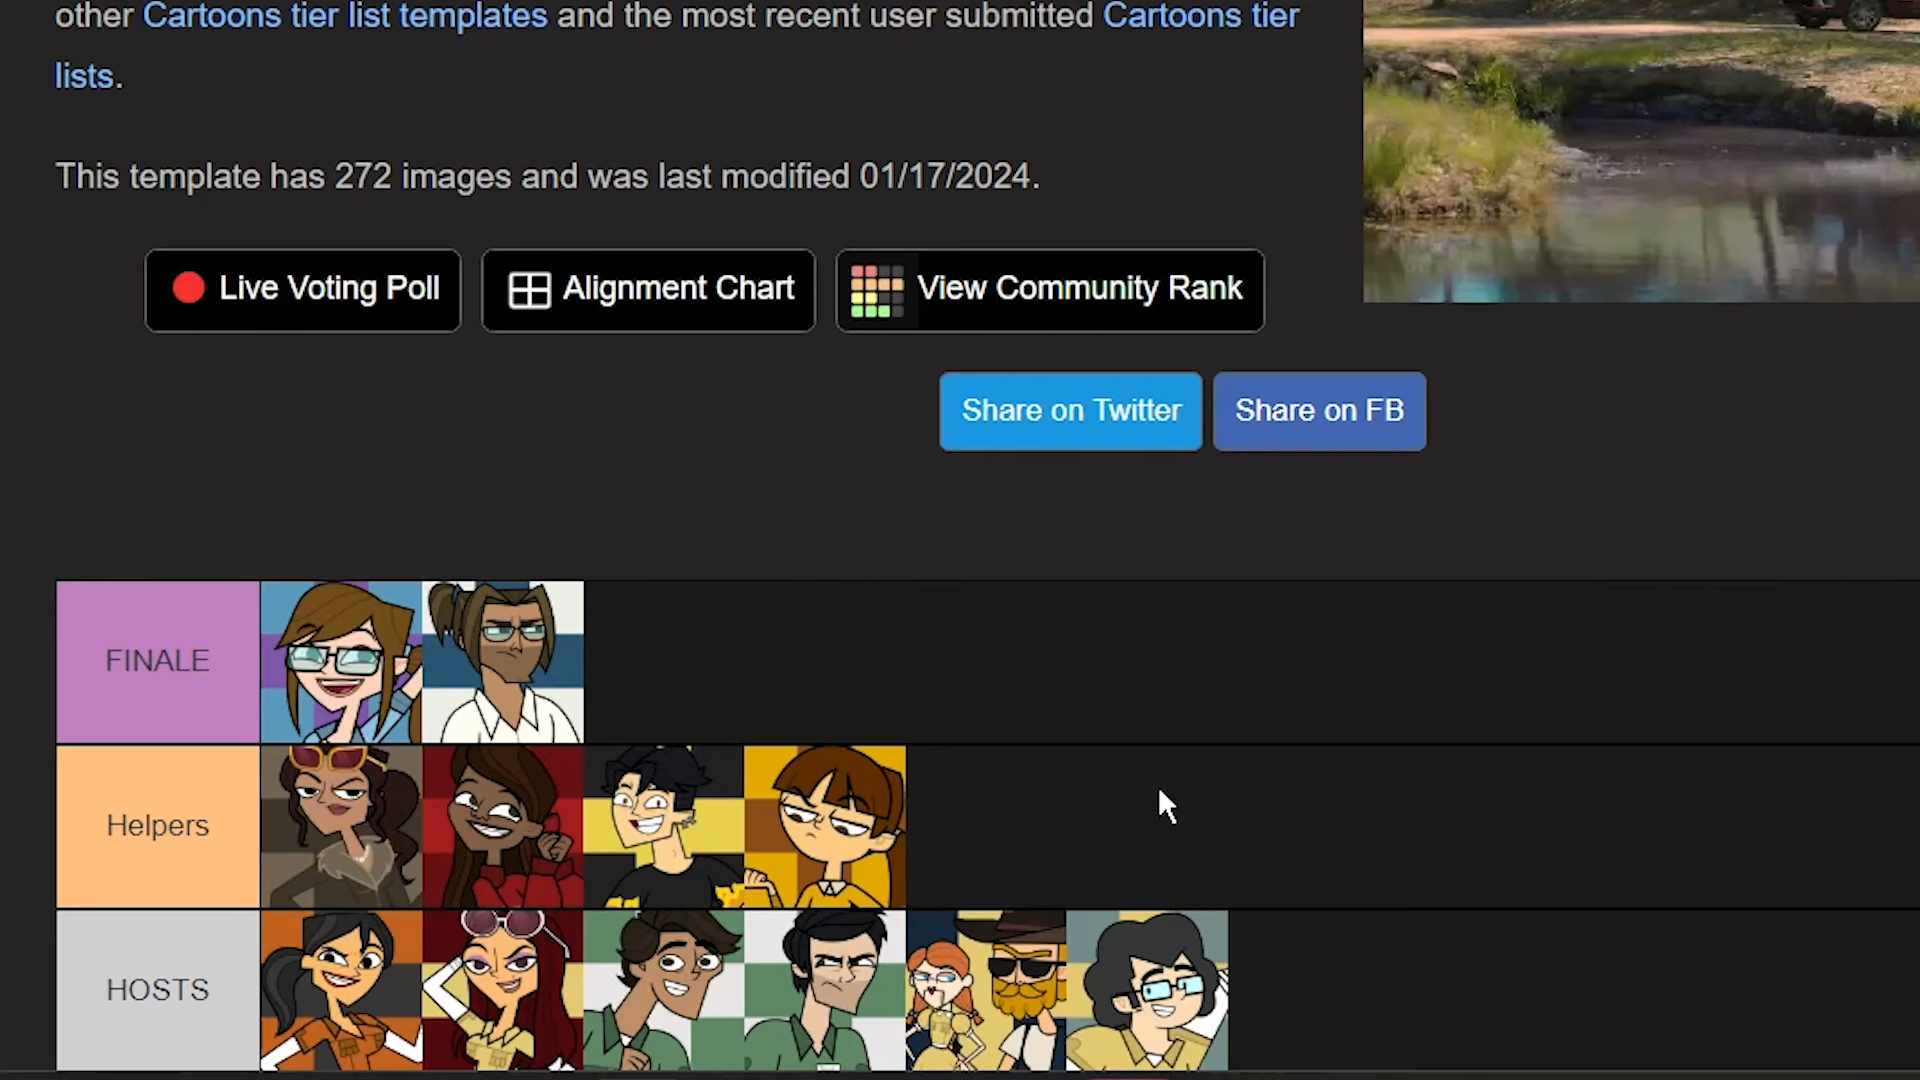 other Cartoons tier list templates and the most recent user submitted Cartoons tier
lists.
This template has 272 images and was last modified 01/17/2024.
Live Voting Poll
Alignment Chart
View Community Rank
Share on Twitter
Share on FB
FINALE
Helpers
HOSTS